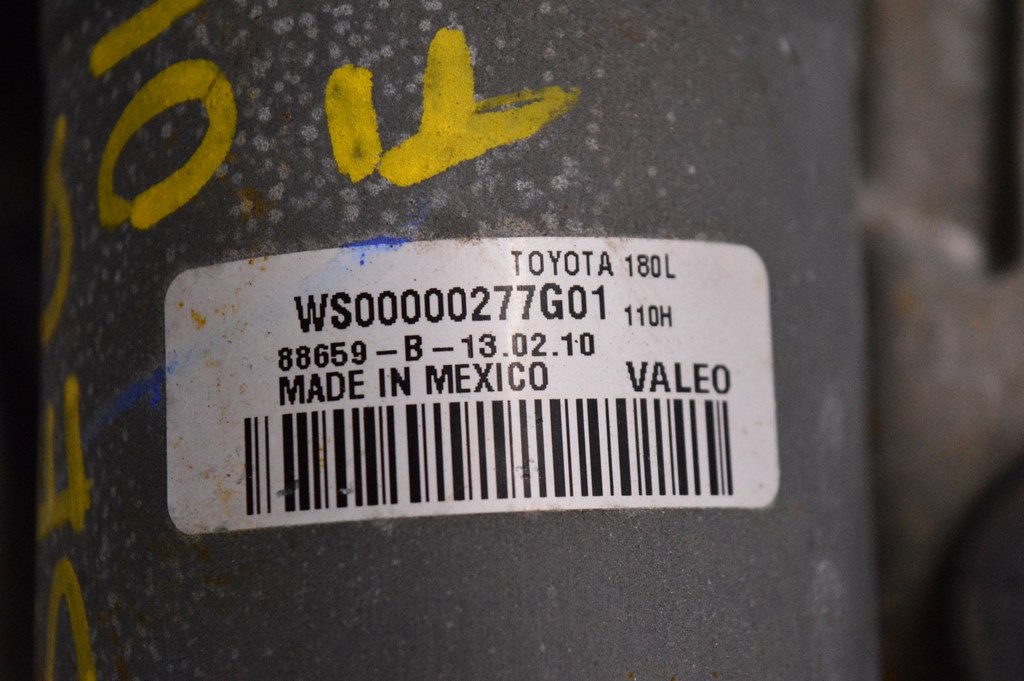 TOYOTA 180L
WS00000277G01 110H
88659-B-13.02.10
MADE IN MEXICO VALEO